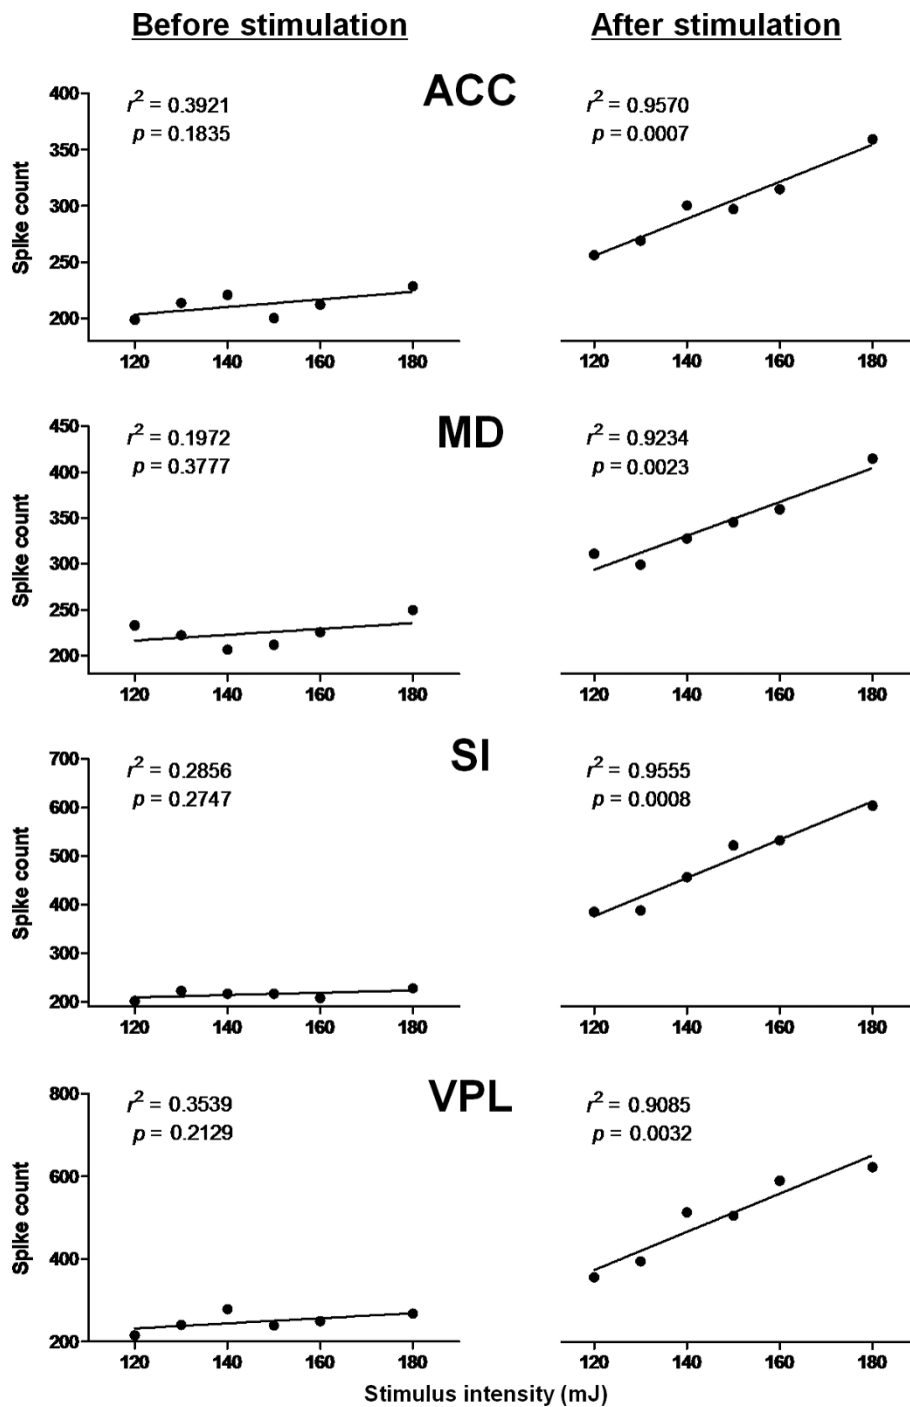 Before stimulation
After stimulation
ACC
r² = 0.3921
p = 0.1835
r² = 0.9570
p = 0.0007
Spike count
400
350
300
250
200
120 140 160 180
120 140 160 180
MD
r² = 0.1972
p = 0.3777
r² = 0.9234
p = 0.0023
Spike count
450
400
350
300
250
200
120 140 160 180
120 140 160 180
SI
r² = 0.2856
p = 0.2747
r² = 0.9555
p = 0.0008
Spike count
700
600
500
400
300
200
120 140 160 180
120 140 160 180
VPL
r² = 0.3539
p = 0.2129
r² = 0.9085
p = 0.0032
Spike count
800
600
400
200
120 140 160 180
120 140 160 180
Stimulus intensity (mJ)